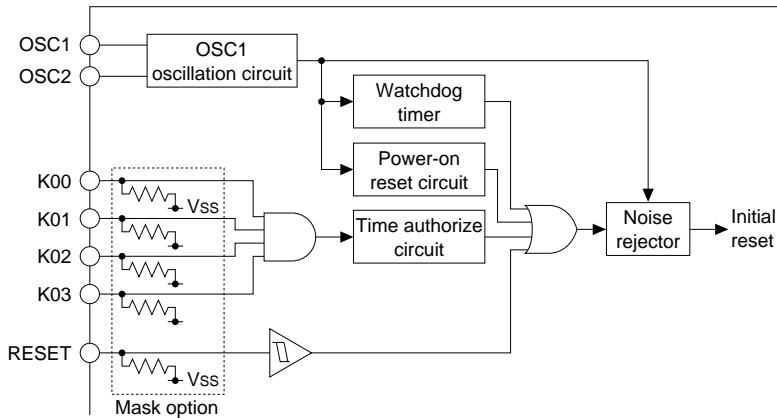 OSC1
OSC2
OSC1
oscillation circuit
Watchdog
timer
Power-on
reset circuit
K00
K01
K02
K03
VSS
Time authorize
circuit
Noise
rejector
Initial
reset
RESET
VSS
Mask option